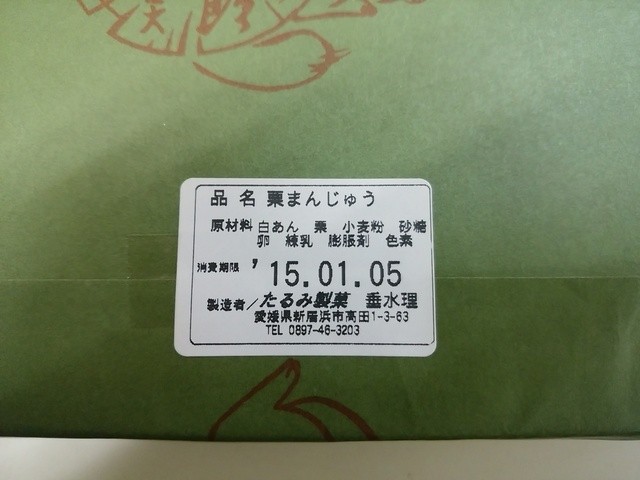 品名 栗まんじゅう
原材料 白あん 栗 小麦粉 砂糖
卵 練乳 膨脹剤 色素
消費期限 '15.01.05
製造者/たるみ製菓 垂水理
愛媛県新居浜市高田1-3-63
TEL 0897-46-3203